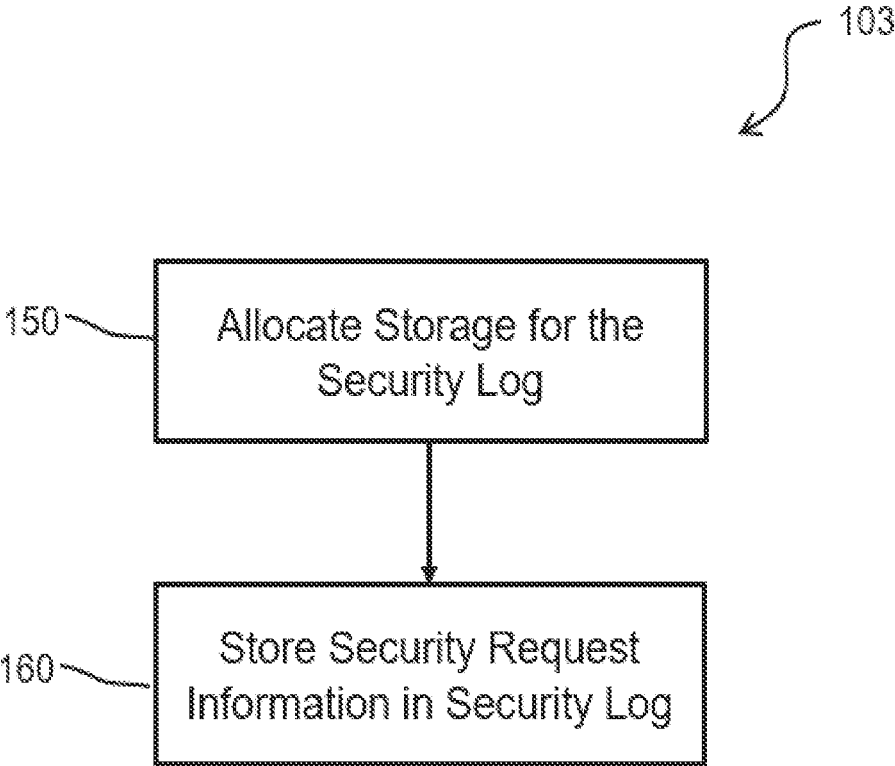 103
150
Allocate Storage for the
Security Log
160
Store Security Request
Information in Security Log